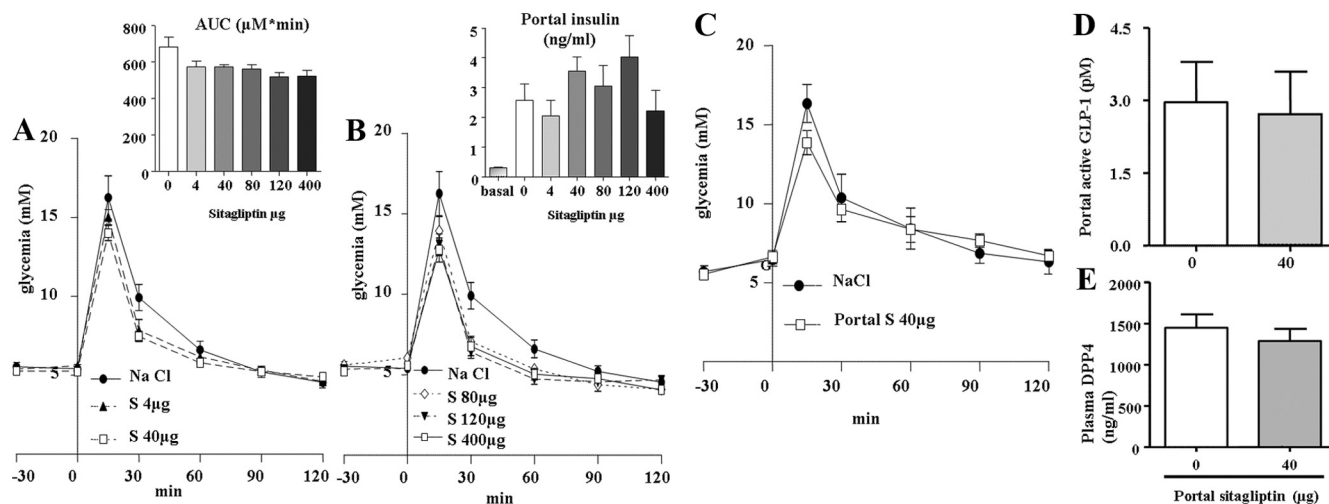 A
AUC (µM*min)
800
600
400
200
0
0 4 40 80 120 400
Sitagliptin µg
glycemia (mM)
20
15
10
5
Na Cl
S 4µg
S 40µg
-30 0 30 60 90 120
min
B
Portal insulin
(ng/ml)
5
4
3
2
1
0
basal 0 4 40 80 120 400
Sitagliptin µg
glycemia (mM)
20
15
10
5
Na Cl
S 80µg
S 120µg
S 400µg
-30 0 30 60 90 120
min
C
glycemia (mM)
20
15
10
G
5
NaCl
Portal S 40µg
-30 0 30 60 90 120
min
D
Portal active GLP-1 (pM)
4.5
3.0
1.5
0.0
0 40
E
Plasma DPP4
(ng/ml)
2000
1500
1000
500
0
0 40
Portal sitagliptin (µg)